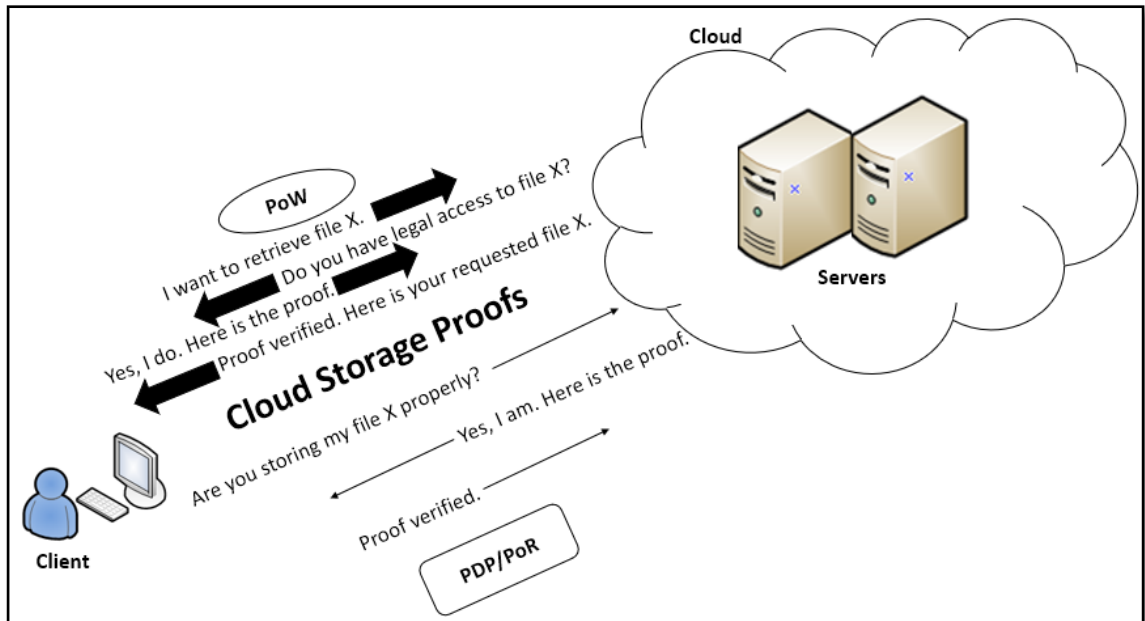 Cloud
PoW
I want to retrieve file X.
Do you have legal access to file X?
Yes, I do. Here is the proof.
Proof verified. Here is your requested file X.
Servers
Cloud Storage Proofs
Are you storing my file X properly?
Yes, I am. Here is the proof.
Proof verified.
Client
PDP/PoR